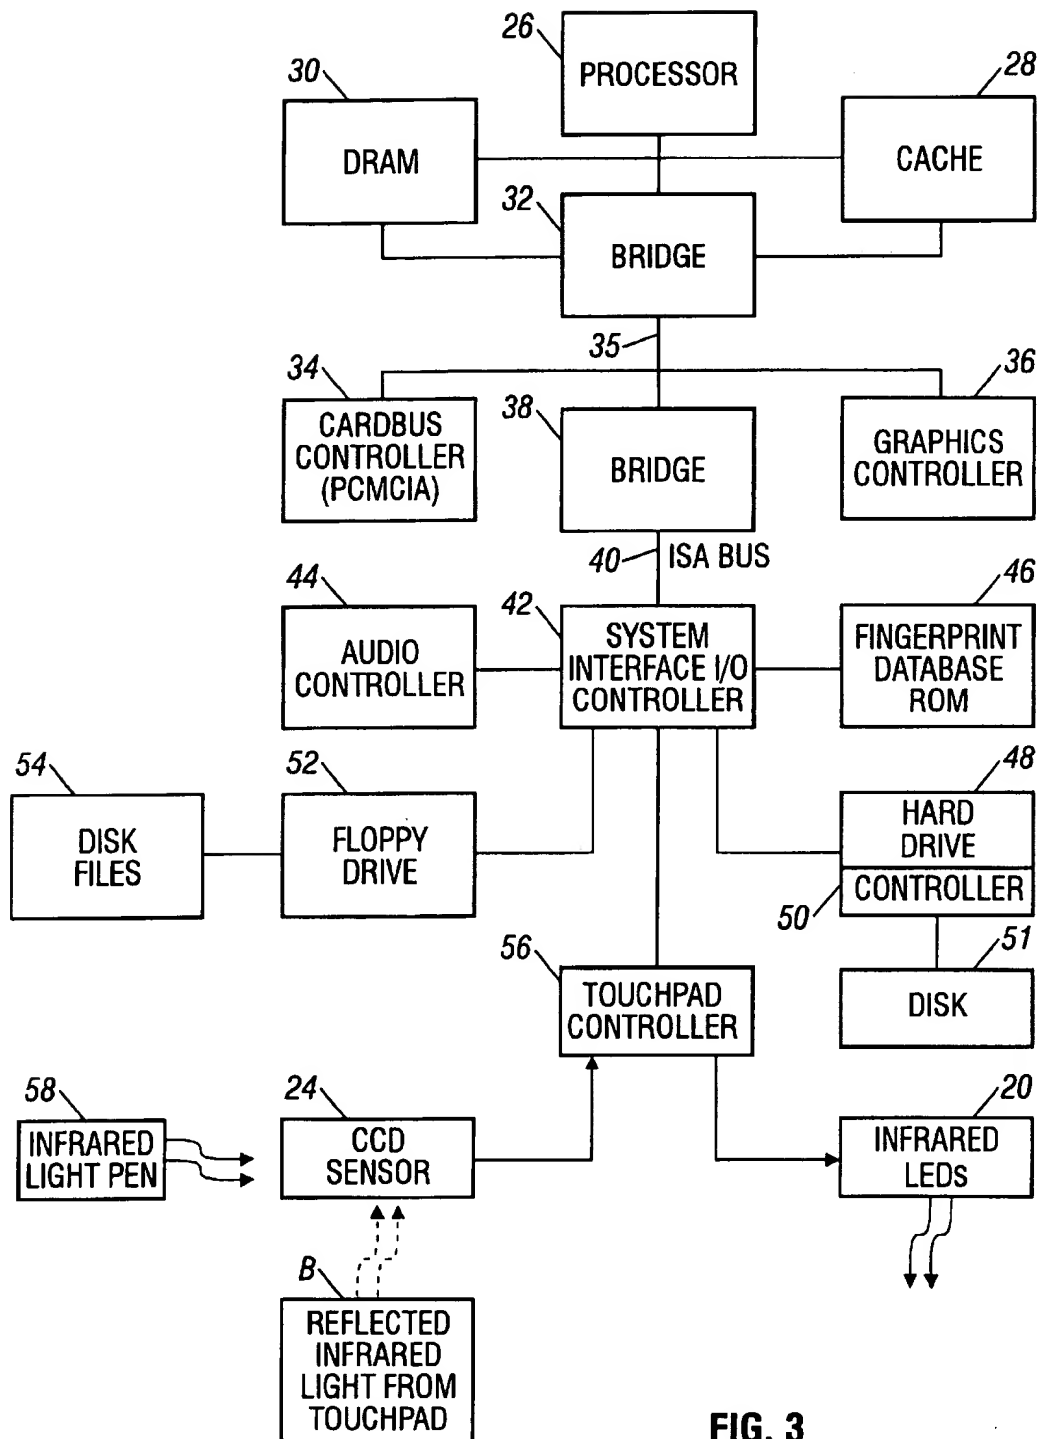 26
PROCESSOR
30
DRAM
28
CACHE
32
BRIDGE
35
34
CARDBUS
CONTROLLER
(PCMCIA)
38
BRIDGE
36
GRAPHICS
CONTROLLER
40
ISA BUS
44
AUDIO
CONTROLLER
42
SYSTEM
INTERFACE I/O
CONTROLLER
46
FINGERPRINT
DATABASE
ROM
54
DISK
FILES
52
FLOPPY
DRIVE
48
HARD
DRIVE
CONTROLLER
50
51
DISK
56
TOUCHPAD
CONTROLLER
58
INFRARED
LIGHT PEN
24
CCD
SENSOR
20
INFRARED
LEDs
B
REFLECTED
INFRARED
LIGHT FROM
TOUCHPAD
FIG. 3